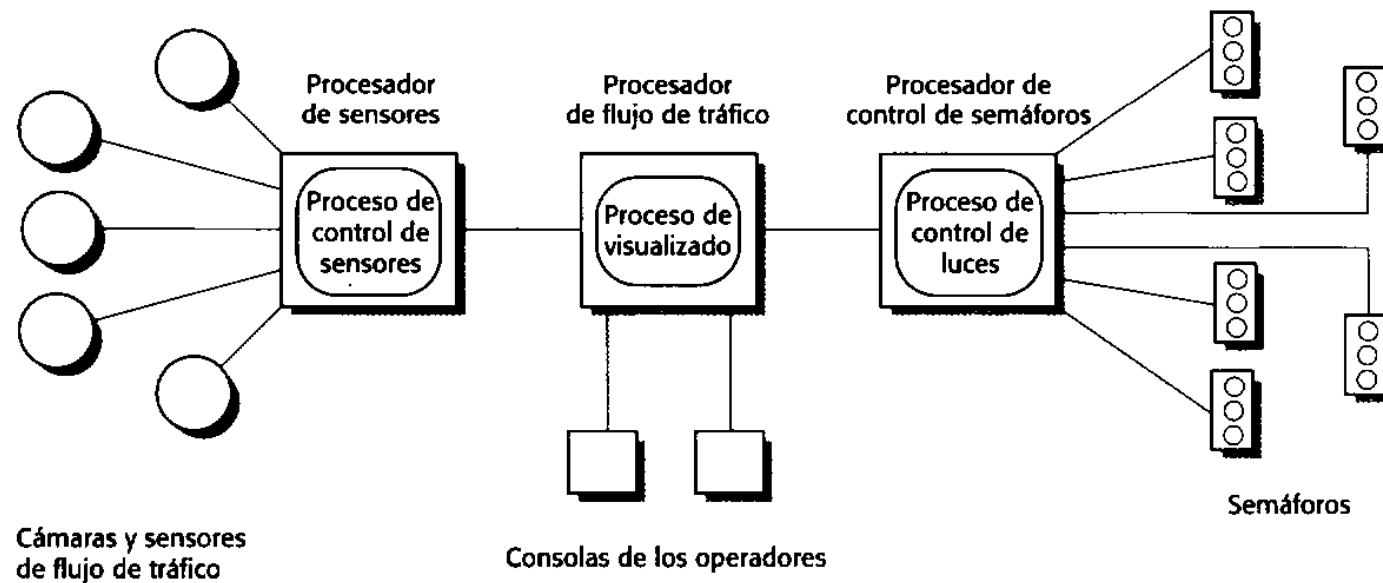 Procesador
de sensores
Procesador
de flujo de tráfico
Procesador de
control de semáforos
Proceso de
control de
sensores
Proceso de
visualizado
Proceso de
control de
luces
Semáforos
Cámaras y sensores
de flujo de tráfico
Consolas de los operadores